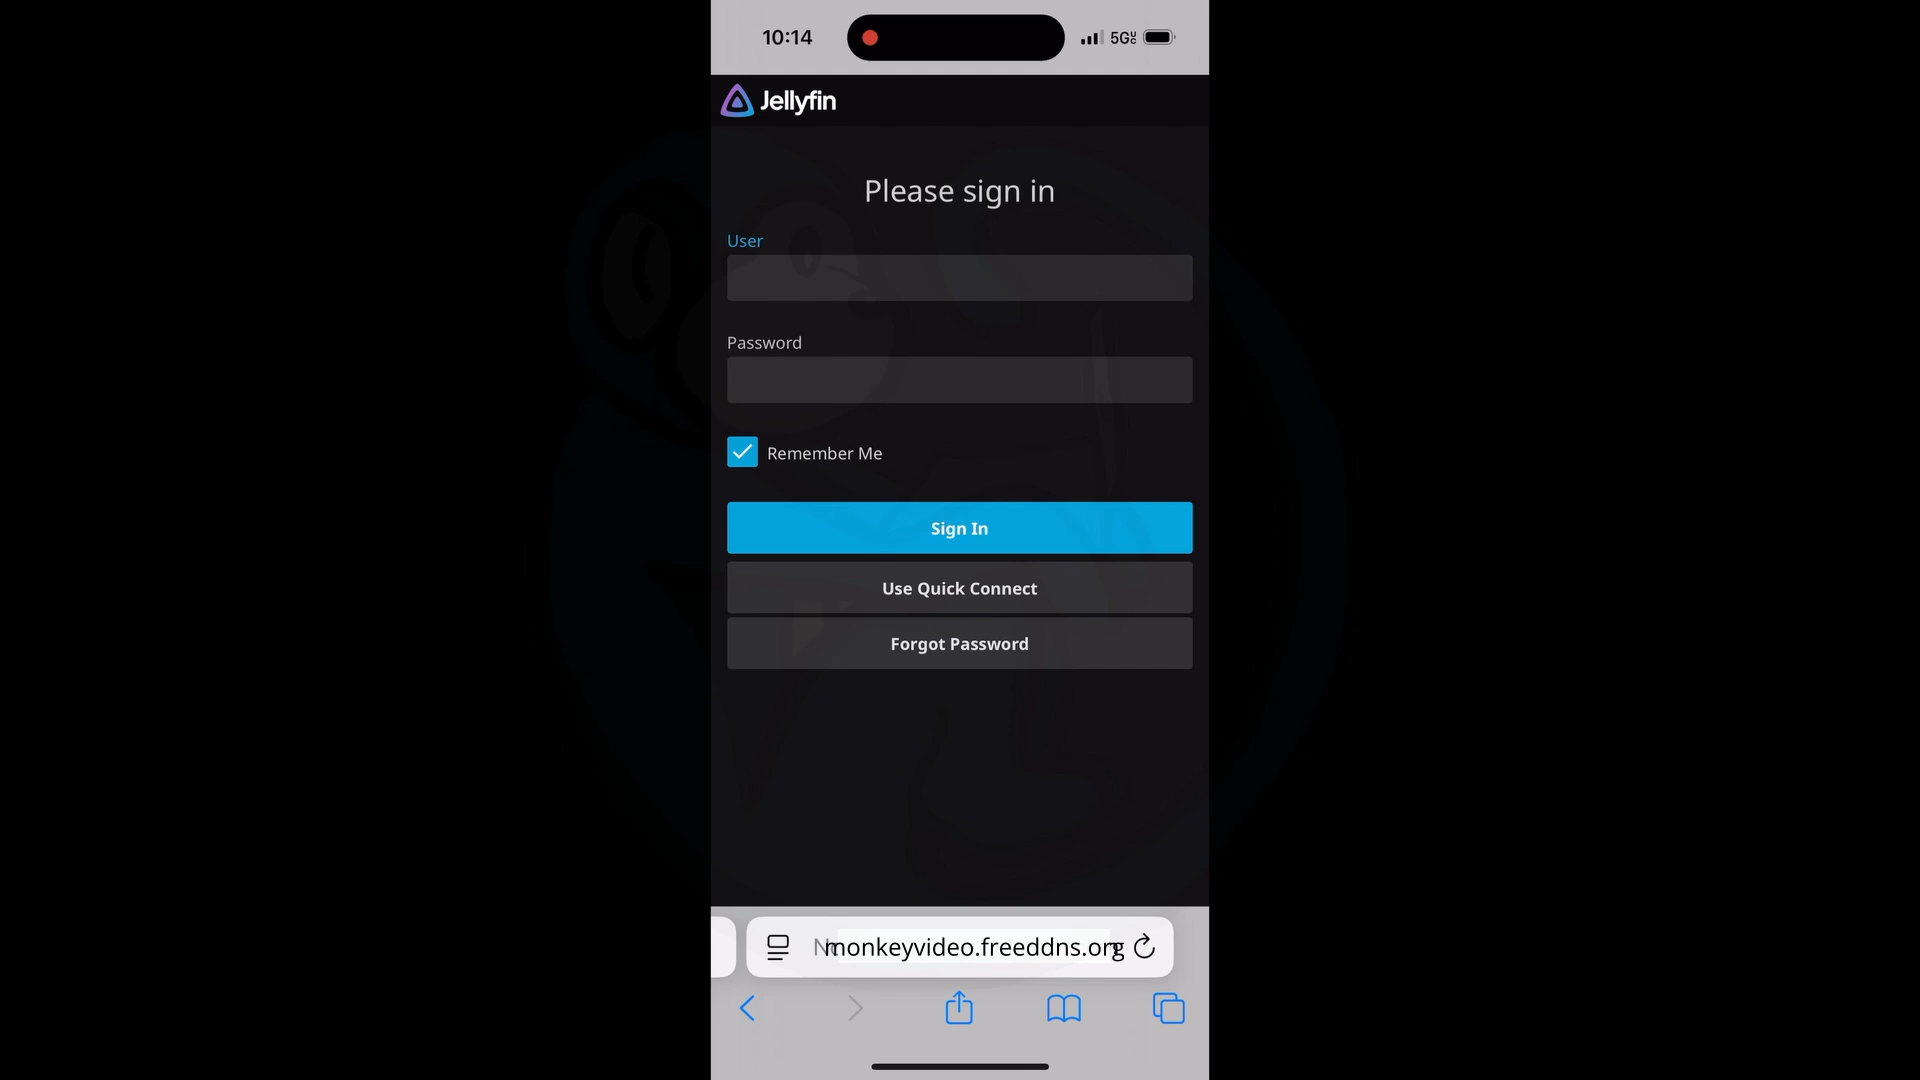 10:14
5G
Jellyfin
Please sign in
User
Password
Remember Me
Sign In
Use Quick Connect
Forgot Password
monkeyvideo.freeddns.org